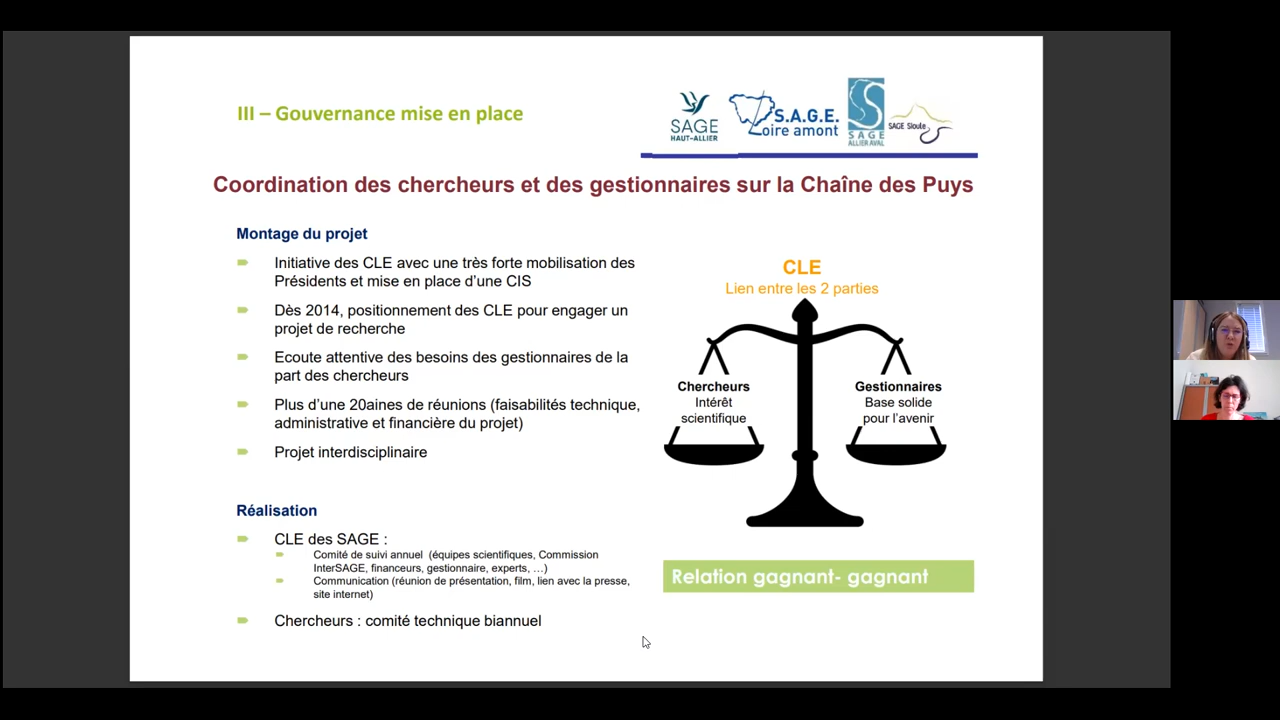 III – Gouvernance mise en place
SAGE
HAUT-ALLIER
S.A.G.E.
Loire amont
SAGE
ALLIER AVAL
SAGE Sioule
Coordination des chercheurs et des gestionnaires sur la Chaîne des Puys
Montage du projet
Initiative des CLE avec une très forte mobilisation des
Présidents et mise en place d’une CIS
Dès 2014, positionnement des CLE pour engager un
projet de recherche
Ecoute attentive des besoins des gestionnaires de la
part des chercheurs
Plus d’une 20aines de réunions (faisabilités technique,
administrative et financière du projet)
Projet interdisciplinaire
Réalisation
CLE des SAGE :
Comité de suivi annuel (équipes scientifiques, Commission
InterSAGE, financeurs, gestionnaire, experts, …)
Communication (réunion de présentation, film, lien avec la presse,
site internet)
Chercheurs : comité technique biannuel
CLE
Lien entre les 2 parties
Chercheurs
Intérêt
scientifique
Gestionnaires
Base solide
pour l’avenir
Relation gagnant- gagnant